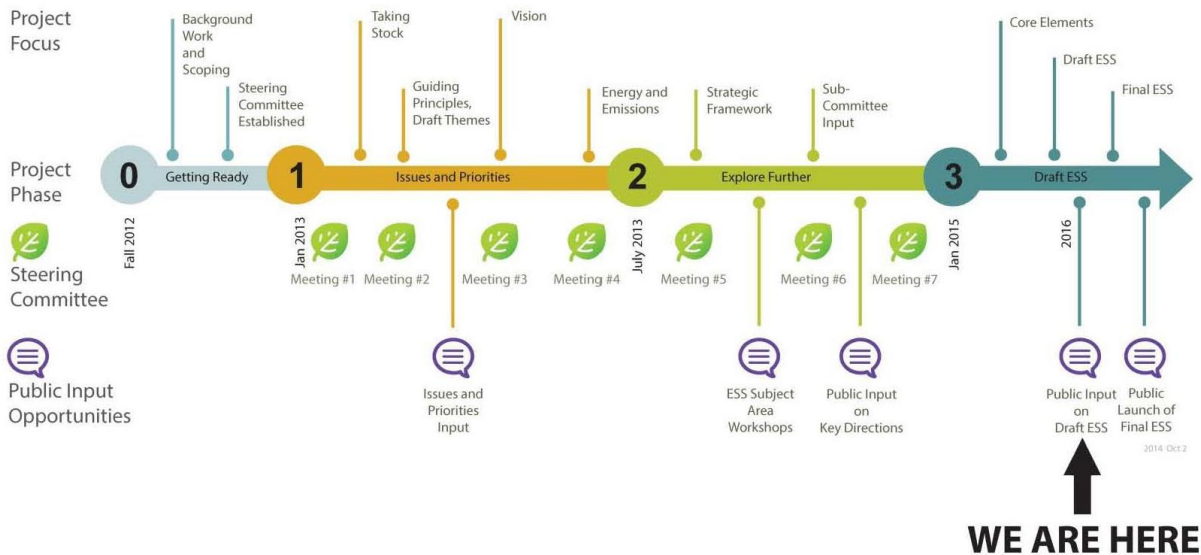 Project
Focus
Background
Work
and
Scoping
Steering
Committee
Established
Taking
Stock
Guiding
Principles,
Draft Themes
Vision
Energy and
Emissions
Strategic
Framework
Sub-
Committee
Input
Core Elements
Draft ESS
Final ESS
Project
Phase
0
Getting Ready
1
Issues and Priorities
2
Explore Further
3
Draft ESS
Fall 2012
Jan 2013
July 2013
Jan 2015
2016
Steering
Committee
Meeting #1
Meeting #2
Meeting #3
Meeting #4
Meeting #5
Meeting #6
Meeting #7
Public Input
Opportunities
Issues and
Priorities
Input
ESS Subject
Area
Workshops
Public Input
on
Key Directions
Public Input
on
Draft ESS
Public
Launch of
Final ESS
2014 Oct 2
WE ARE HERE